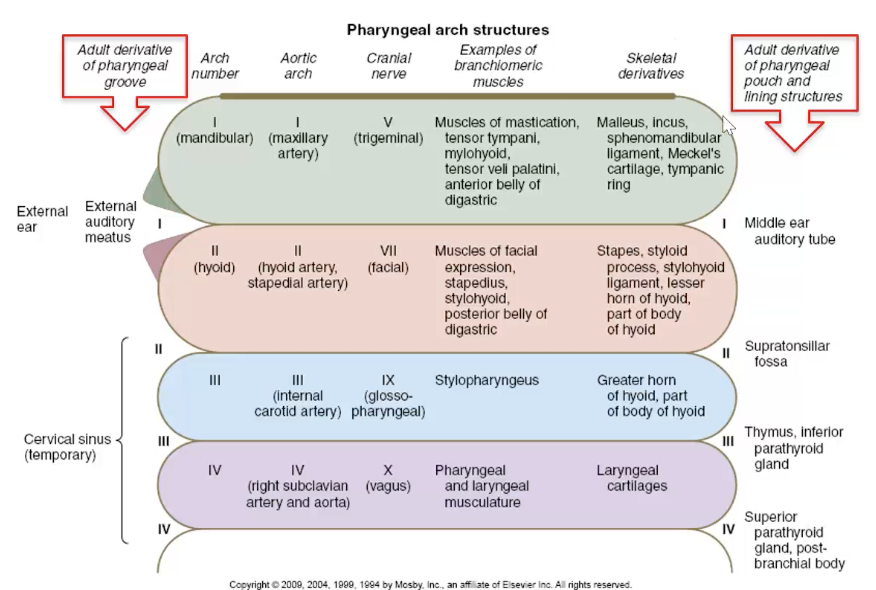 Pharyngeal arch structures
Adult derivative
of pharyngeal
groove
Arch
number
Aortic
arch
Cranial
nerve
Examples of
branchiomeric
muscles
Skeletal
derivatives
Adult derivative
of pharyngeal
pouch and
lining structures
I
(mandibular)
I
(maxillary
artery)
V
(trigeminal)
Muscles of mastication,
tensor tympani,
mylohyoid,
tensor veli palatini,
anterior belly of
digastric
Malleus, incus,
sphenomandibular
ligament, Meckel's
cartilage, tympanic
ring
External
ear
External
auditory
meatus
I
I
Middle ear
auditory tube
II
(hyoid)
II
(hyoid artery,
stapedial artery)
VII
(facial)
Muscles of facial
expression,
stapedius,
stylohyoid,
posterior belly of
digastric
Stapes, styloid
process, stylohyoid
ligament, lesser
horn of hyoid,
part of body
of hyoid
II
II
Supratonsillar
fossa
III
III
(internal
carotid artery)
IX
(glosso-
pharyngeal)
Stylopharyngeus
Greater horn
of hyoid, part
of body of hyoid
Cervical sinus
(temporary)
III
III
Thymus, inferior
parathyroid
gland
IV
IV
(right subclavian
artery and aorta)
X
(vagus)
Pharyngeal
and laryngeal
musculature
Laryngeal
cartilages
IV
IV
Superior
parathyroid
gland, post-
branchial body
Copyright © 2009, 2004, 1999, 1994 by Mosby, Inc., an affiliate of Elsevier Inc. All rights reserved.